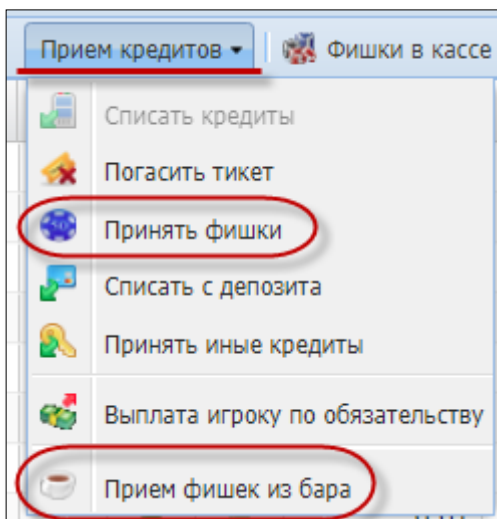 Прием кредитов Фишки в кассе
Списать кредиты
Погасить тикет
Принять фишки
Списать с депозита
Принять иные кредиты
Выплата игроку по обязательству
Прием фишек из бара